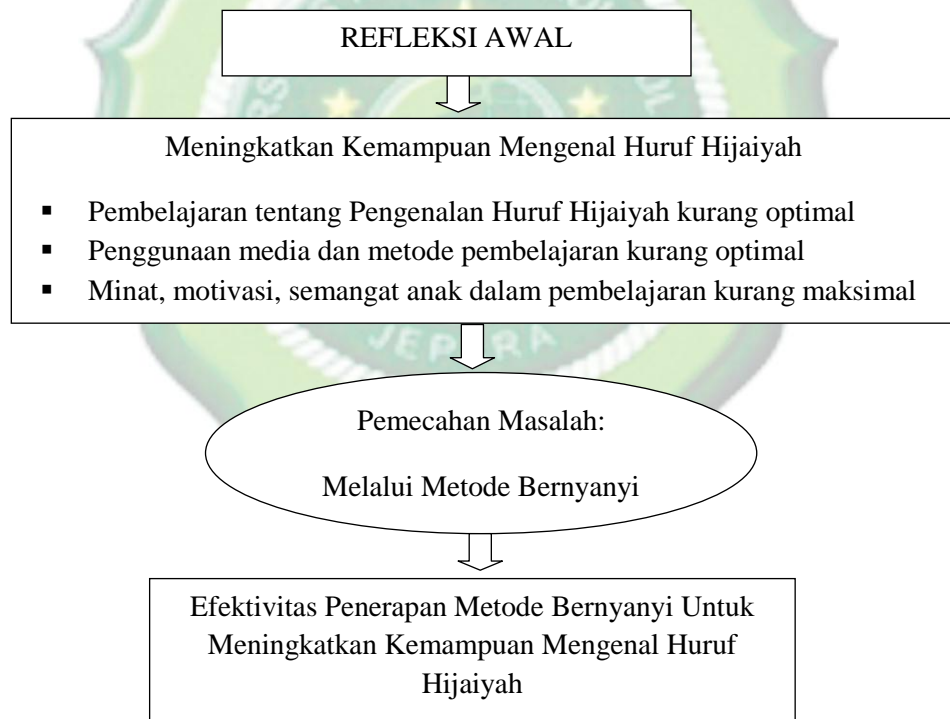 REFLEKSI AWAL
Meningkatkan Kemampuan Mengenal Huruf Hijaiyah
▪ Pembelajaran tentang Pengenalan Huruf Hijaiyah kurang optimal
▪ Penggunaan media dan metode pembelajaran kurang optimal
▪ Minat, motivasi, semangat anak dalam pembelajaran kurang maksimal
JEPARA
Pemecahan Masalah:
Melalui Metode Bernyanyi
Efektivitas Penerapan Metode Bernyanyi Untuk
Meningkatkan Kemampuan Mengenal Huruf
Hijaiyah